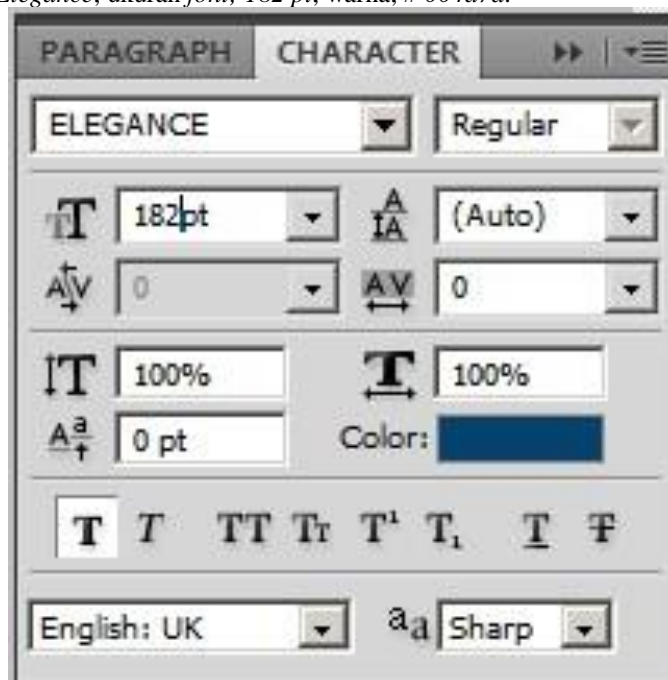 Elegance, ukuran font, 182 pt, warna, #
PARAGRAPH CHARACTER
ELEGANCE Regular
182pt (Auto)
0 0
100% 100%
0 pt Color:
T T TT Tr T¹ T₁ T T
English: UK aa Sharp